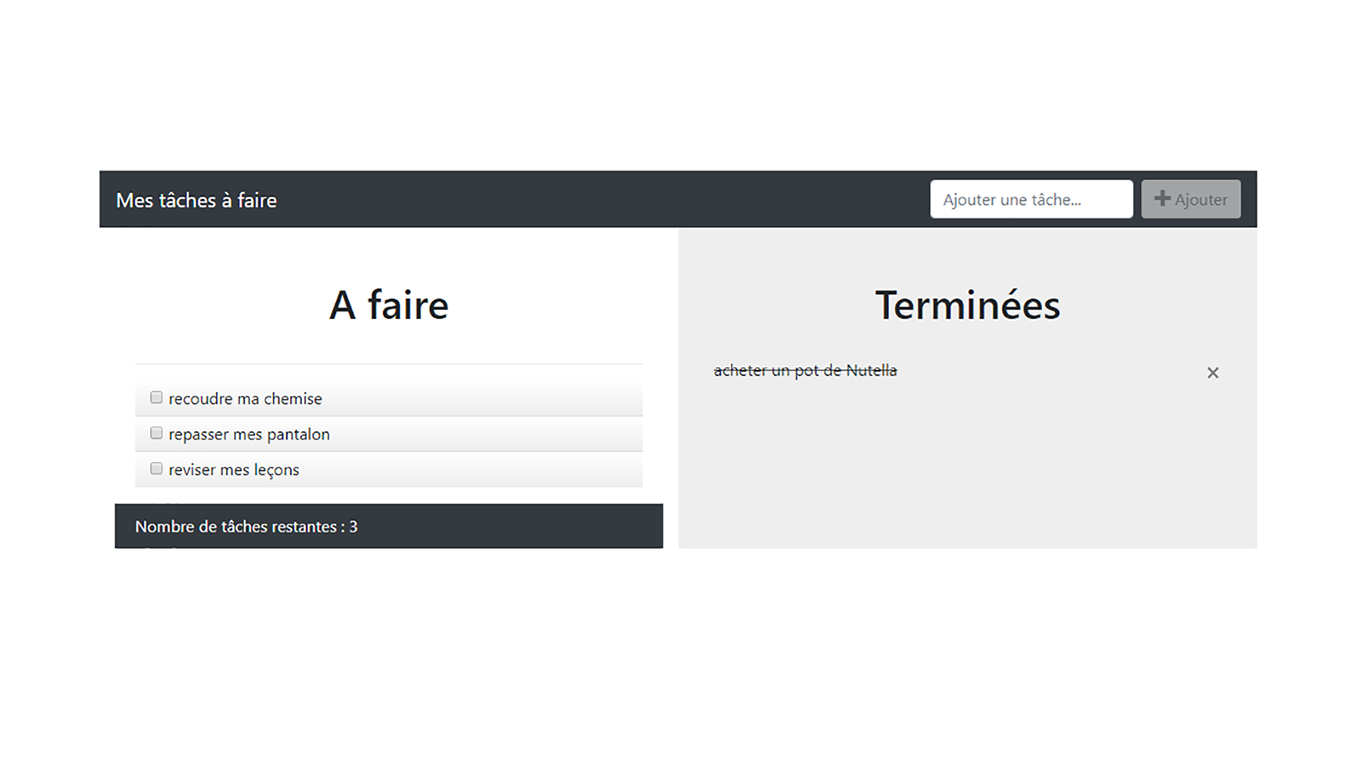 Mes tâches à faire
Ajouter une tâche...
Ajouter
A faire
recoudre ma chemise
repasser mes pantalon
reviser mes leçons
Nombre de tâches restantes : 3
Terminées
acheter un pot de Nutella